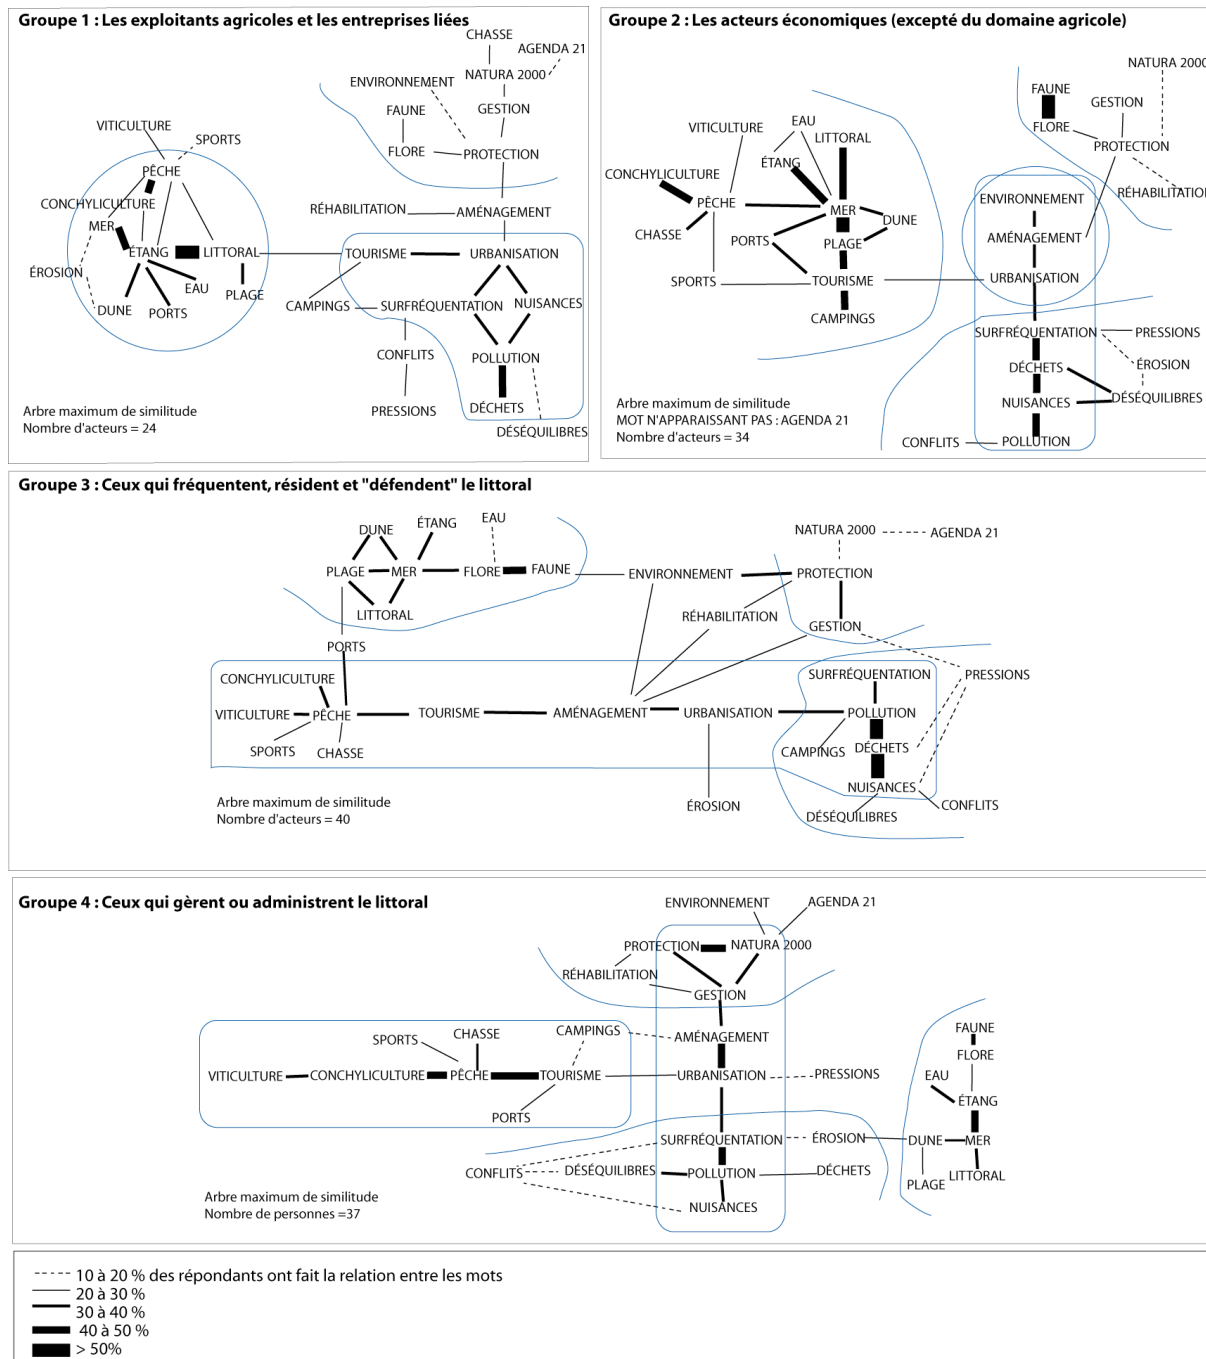 Groupe 1 : Les exploitants agricoles et les entreprises liées
CHASSE
AGENDA 21
ENVIRONNEMENT
NATURA 2000
FAUNE
GESTION
VITICULTURE
SPORTS
FLORE
PROTECTION
PÊCHE
CONCHYLICULTURE
RÉHABILITATION
AMÉNAGEMENT
MER
ÉTANG
LITTORAL
TOURISME
URBANISATION
ÉROSION
EAU
PLAGE
DUNE
PORTS
CAMPINGS
SURFRÉQUENTATION
NUISANCES
CONFLITS
POLLUTION
PRESSIONS
DÉCHETS
DÉSÉQUILIBRES
Arbre maximum de similitude
Nombre d'acteurs = 24
Groupe 2 : Les acteurs économiques (excepté du domaine agricole)
NATURA 2000
FAUNE
GESTION
EAU
VITICULTURE
LITTORAL
FLORE
PROTECTION
ÉTANG
CONCHYLICULTURE
RÉHABILITATION
PÊCHE
MER
DUNE
ENVIRONNEMENT
CHASSE
PORTS
PLAGE
AMÉNAGEMENT
SPORTS
TOURISME
URBANISATION
CAMPINGS
SURFRÉQUENTATION
PRESSIONS
DÉCHETS
ÉROSION
NUISANCES
DÉSÉQUILIBRES
CONFLITS
POLLUTION
Arbre maximum de similitude
MOT N'APPARAISSANT PAS : AGENDA 21
Nombre d'acteurs = 34
Groupe 3 : Ceux qui fréquentent, résident et "défendent" le littoral
DUNE
ÉTANG
EAU
NATURA 2000
AGENDA 21
PLAGE
MER
FLORE
FAUNE
ENVIRONNEMENT
PROTECTION
LITTORAL
RÉHABILITATION
GESTION
PORTS
CONCHYLICULTURE
SURFRÉQUENTATION
PRESSIONS
VITICULTURE
PÊCHE
TOURISME
AMÉNAGEMENT
URBANISATION
POLLUTION
SPORTS
CHASSE
CAMPINGS
DÉCHETS
NUISANCES
ÉROSION
CONFLITS
DÉSÉQUILIBRES
Arbre maximum de similitude
Nombre d'acteurs = 40
Groupe 4 : Ceux qui gèrent ou administrent le littoral
ENVIRONNEMENT
AGENDA 21
PROTECTION
NATURA 2000
RÉHABILITATION
GESTION
SPORTS
CHASSE
CAMPINGS
AMÉNAGEMENT
FAUNE
FLORE
VITICULTURE
CONCHYLICULTURE
PÊCHE
TOURISME
URBANISATION
PRESSIONS
EAU
ÉTANG
PORTS
SURFRÉQUENTATION
ÉROSION
DUNE
MER
CONFLITS
DÉSÉQUILIBRES
POLLUTION
DÉCHETS
PLAGE
LITTORAL
NUISANCES
Arbre maximum de similitude
Nombre de personnes =37
10 à 20 % des répondants ont fait la relation entre les mots
20 à 30 %
30 à 40 %
40 à 50 %
> 50%